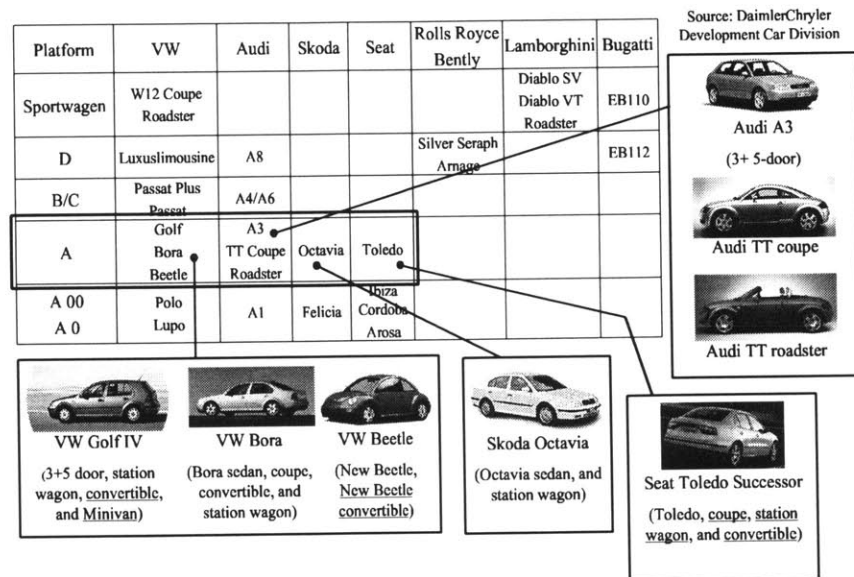 Source: DaimlerChryler
Development Car Division
Platform VW Audi Skoda Seat Rolls Royce Bently Lamborghini Bugatti
Sportwagen W12 Coupe Roadster Diablo SV Diablo VT Roadster EB110
D Luxuslimousine A8 Silver Seraph Arnage EB112
B/C Passat Plus Passat A4/A6
A Golf Bora Beetle A3 TT Coupe Roadster Octavia Toledo
A 00 A 0 Polo Lupo A1 Felicia Ibiza Cordoba Arosa
Audi A3
(3+ 5-door)
Audi TT coupe
Audi TT roadster
VW Golf IV
(3+5 door, station
wagon, convertible,
and Minivan)
VW Bora
(Bora sedan, coupe,
convertible, and
station wagon)
VW Beetle
(New Beetle,
New Beetle
convertible)
Skoda Octavia
(Octavia sedan, and
station wagon)
Seat Toledo Successor
(Toledo, coupe, station
wagon, and convertible)